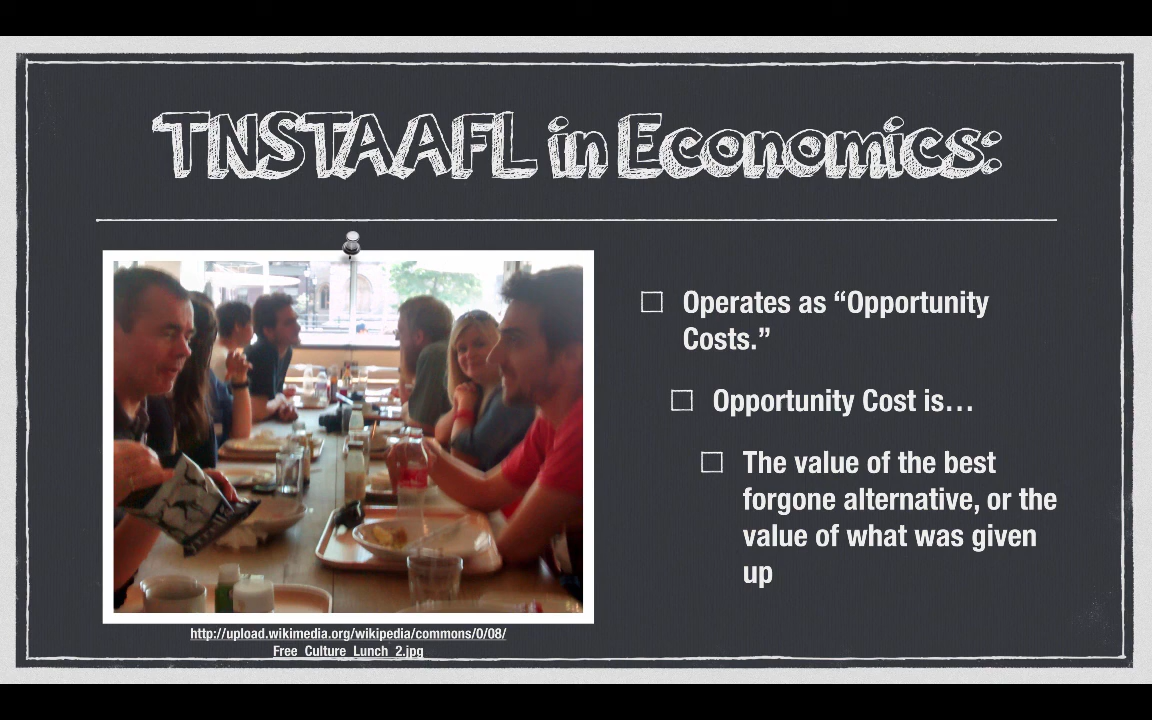 TNSTAAFL in Economics:
Operates as “Opportunity
Costs.”
Opportunity Cost is…
The value of the best
forgone alternative, or the
value of what was given
up
http://upload.wikimedia.org/wikipedia/commons/0/08/
Free_Culture_Lunch_2.jpg